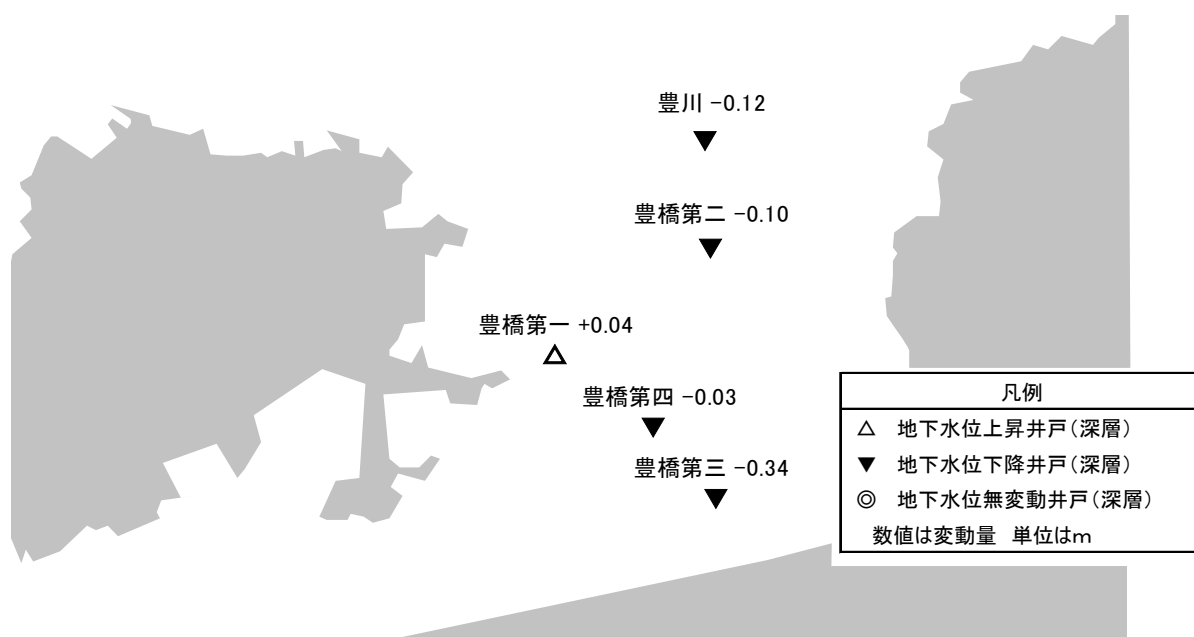 豊川 -0.12
豊橋第二 -0.10
豊橋第一 +0.04
豊橋第四 -0.03
豊橋第三 -0.34
凡例
△ 地下水位上昇井戸(深層)
▼ 地下水位下降井戸(深層)
◎ 地下水位無変動井戸(深層)
数値は変動量 単位はm